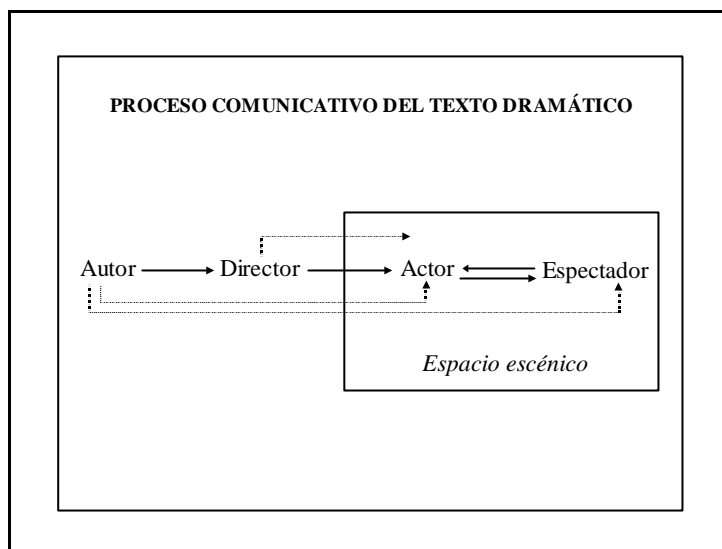 PROCESO COMUNICATIVO DEL TEXTO DRAMÁTICO
Autor Director Actor Espectador
Espacio escénico